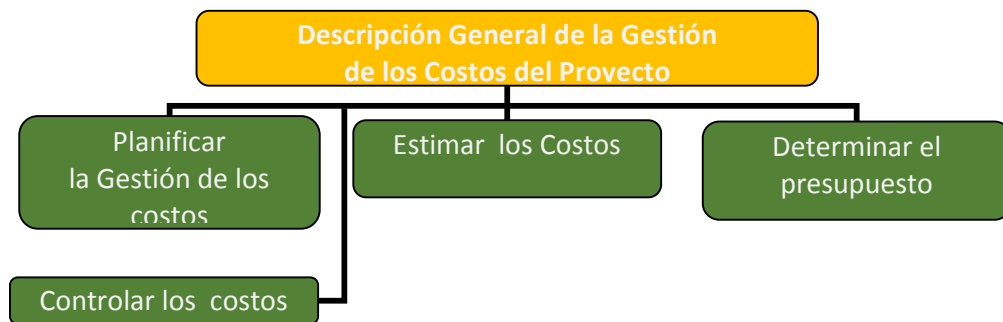 Descripción General de la Gestión
de los Costos del Proyecto
Planificar
la Gestión de los
costos
Estimar los Costos
Determinar el
presupuesto
Controlar los costos